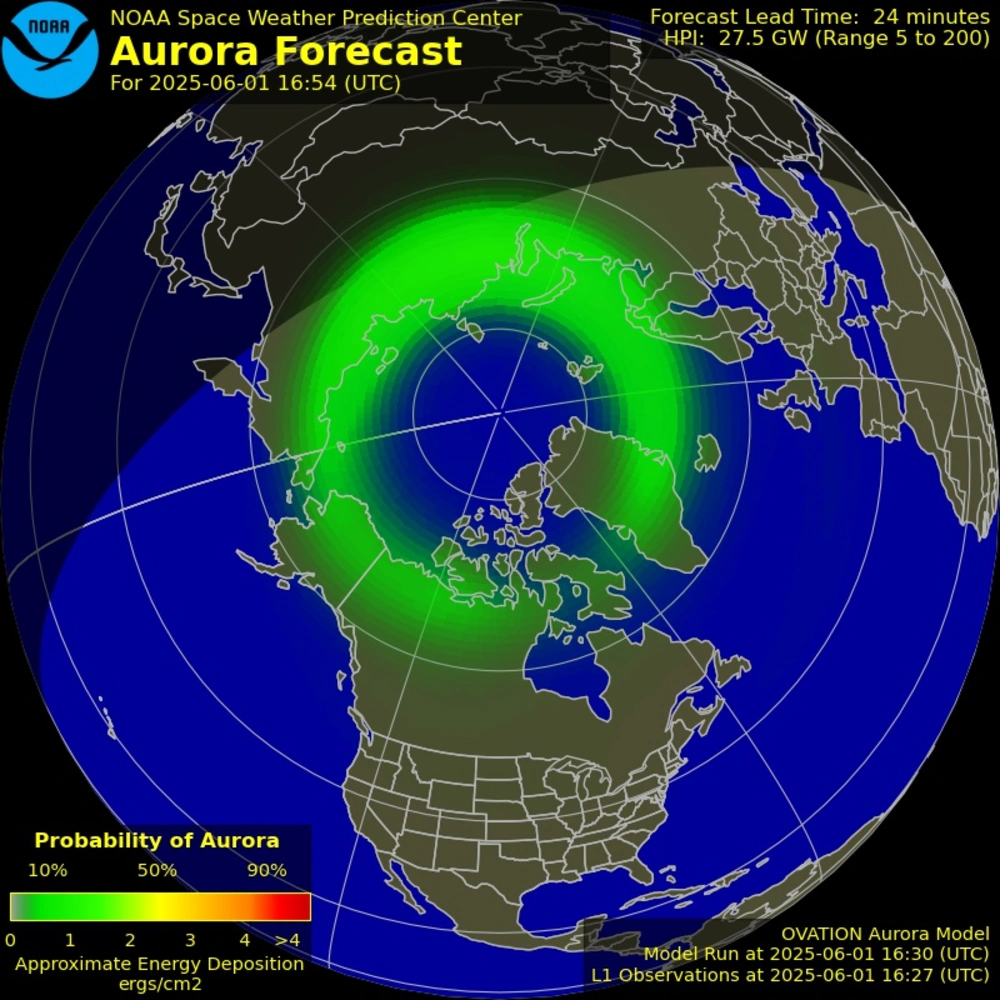 NOAA
NOAA Space Weather Prediction Center
Aurora Forecast
For 2025-06-01 16:54 (UTC)
Forecast Lead Time: 24 minutes
HPI: 27.5 GW (Range 5 to 200)
Probability of Aurora
10% 50% 90%
0 1 2 3 4 >4
Approximate Energy Deposition
ergs/cm2
OVATION Aurora Model
Model Run at 2025-06-01 16:30 (UTC)
L1 Observations at 2025-06-01 16:27 (UTC)